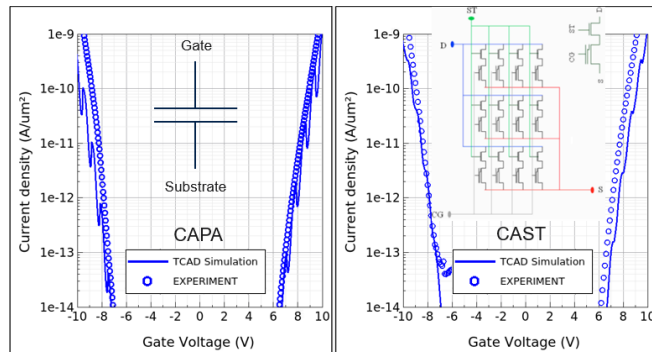 1e-9
1e-10
1e-11
1e-12
1e-13
1e-14
Current density (A/um²)
Gate
Substrate
CAPA
TCAD Simulation
EXPERIMENT
-10 -8 -6 -4 -2 0 2 4 6 8 10
Gate Voltage (V)
1e-9
1e-10
1e-11
1e-12
1e-13
1e-14
Current density (A/um²)
ST
D
S
CG
D
ST
CG
CAST
TCAD Simulation
EXPERIMENT
-10 -8 -6 -4 -2 0 2 4 6 8 10
Gate Voltage (V)